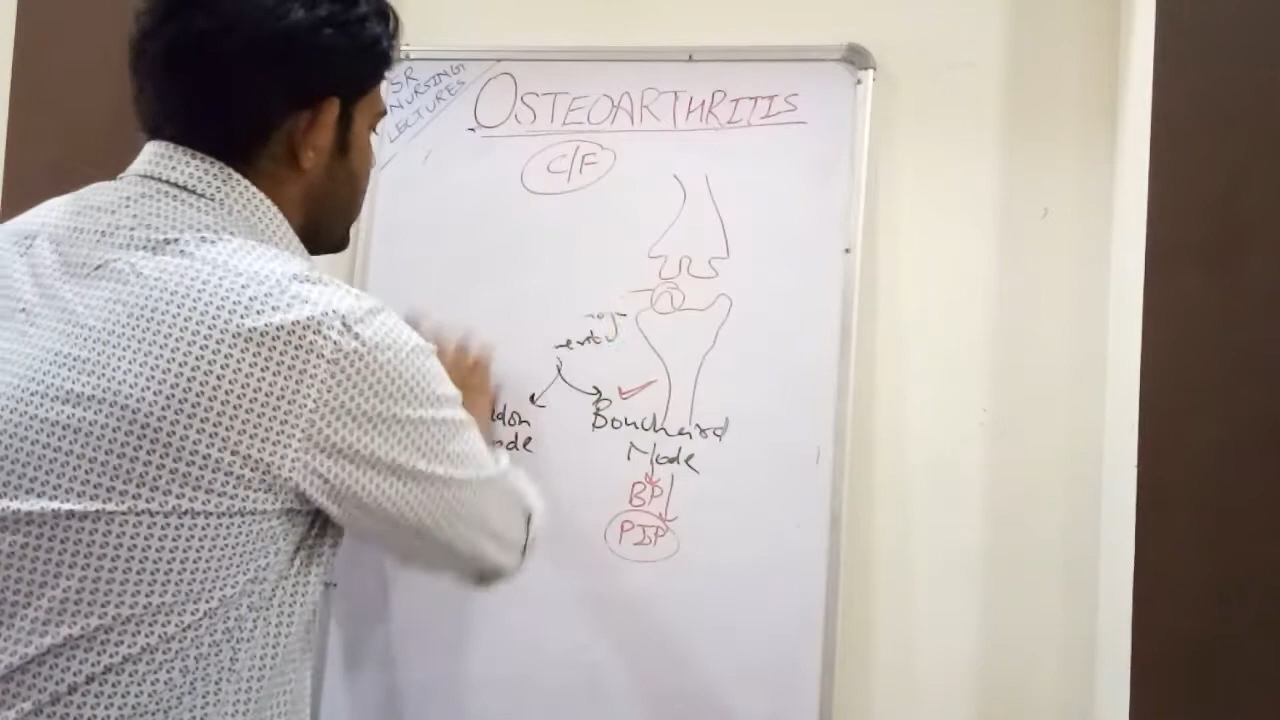 SR
NURSING
LECTURES
OSTEOARTHRITIS
C/F
Bouchard
Node
BP
PIP